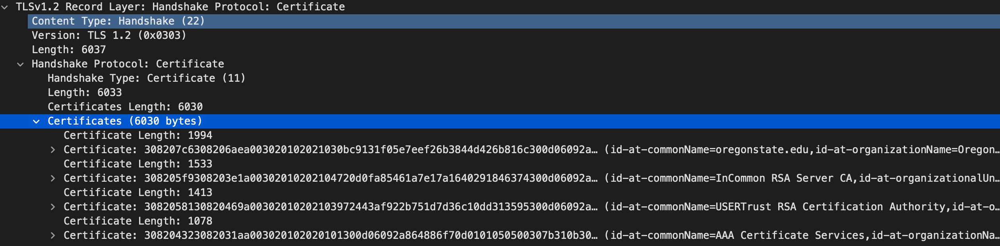 TLSv1.2 Record Layer: Handshake Protocol: Certificate
Content Type: Handshake (22)
Version: TLS 1.2 (0x0303)
Length: 6037
Handshake Protocol: Certificate
Handshake Type: Certificate (11)
Length: 6033
Certificates Length: 6030
Certificates (6030 bytes)
Certificate Length: 1994
Certificate: 308207c6308206aea003020102021030bc9131f05e7eef26b3844d426b816c300d06092a… (id-at-commonName=oregonstate.edu,id-at-organizationName=Oregon…
Certificate Length: 1533
Certificate: 308205f9308203e1a00302010202104720d0fa85461a7e17a1640291846374300d06092a… (id-at-commonName=InCommon RSA Server CA,id-at-organizationalUn…
Certificate Length: 1413
Certificate: 3082058130820469a00302010202103972443af922b751d7d36c10dd313595300d06092a… (id-at-commonName=USERTrust RSA Certification Authority,id-at-o…
Certificate Length: 1078
Certificate: 308204323082031aa003020102020101300d06092a864886f70d0101050500307b310b30… (id-at-commonName=AAA Certificate Services,id-at-organizationNa…